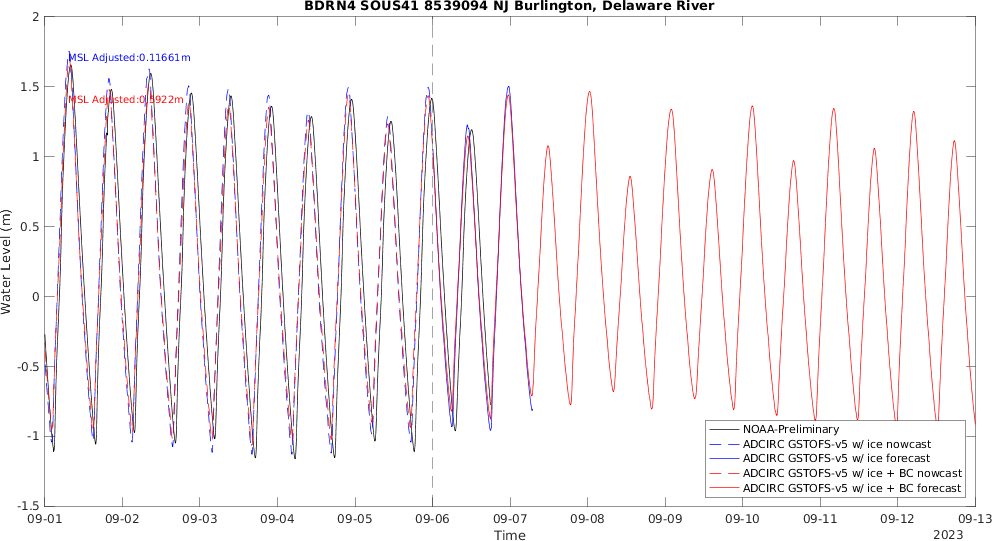 BDRN4 SOUS41 8539094 NJ Burlington, Delaware River
MSL Adjusted:0.11661m
Water Level (m)
2
1.5
1
0.5
0
-0.5
-1
-1.5
NOAA-Preliminary
ADCIRC GSTOFS-v5 w/ ice nowcast
ADCIRC GSTOFS-v5 w/ ice forecast
ADCIRC GSTOFS-v5 w/ ice + BC nowcast
ADCIRC GSTOFS-v5 w/ ice + BC forecast
09-01 09-02 09-03 09-04 09-05 09-06 09-07 09-08 09-09 09-10 09-11 09-12 09-13
Time
2023